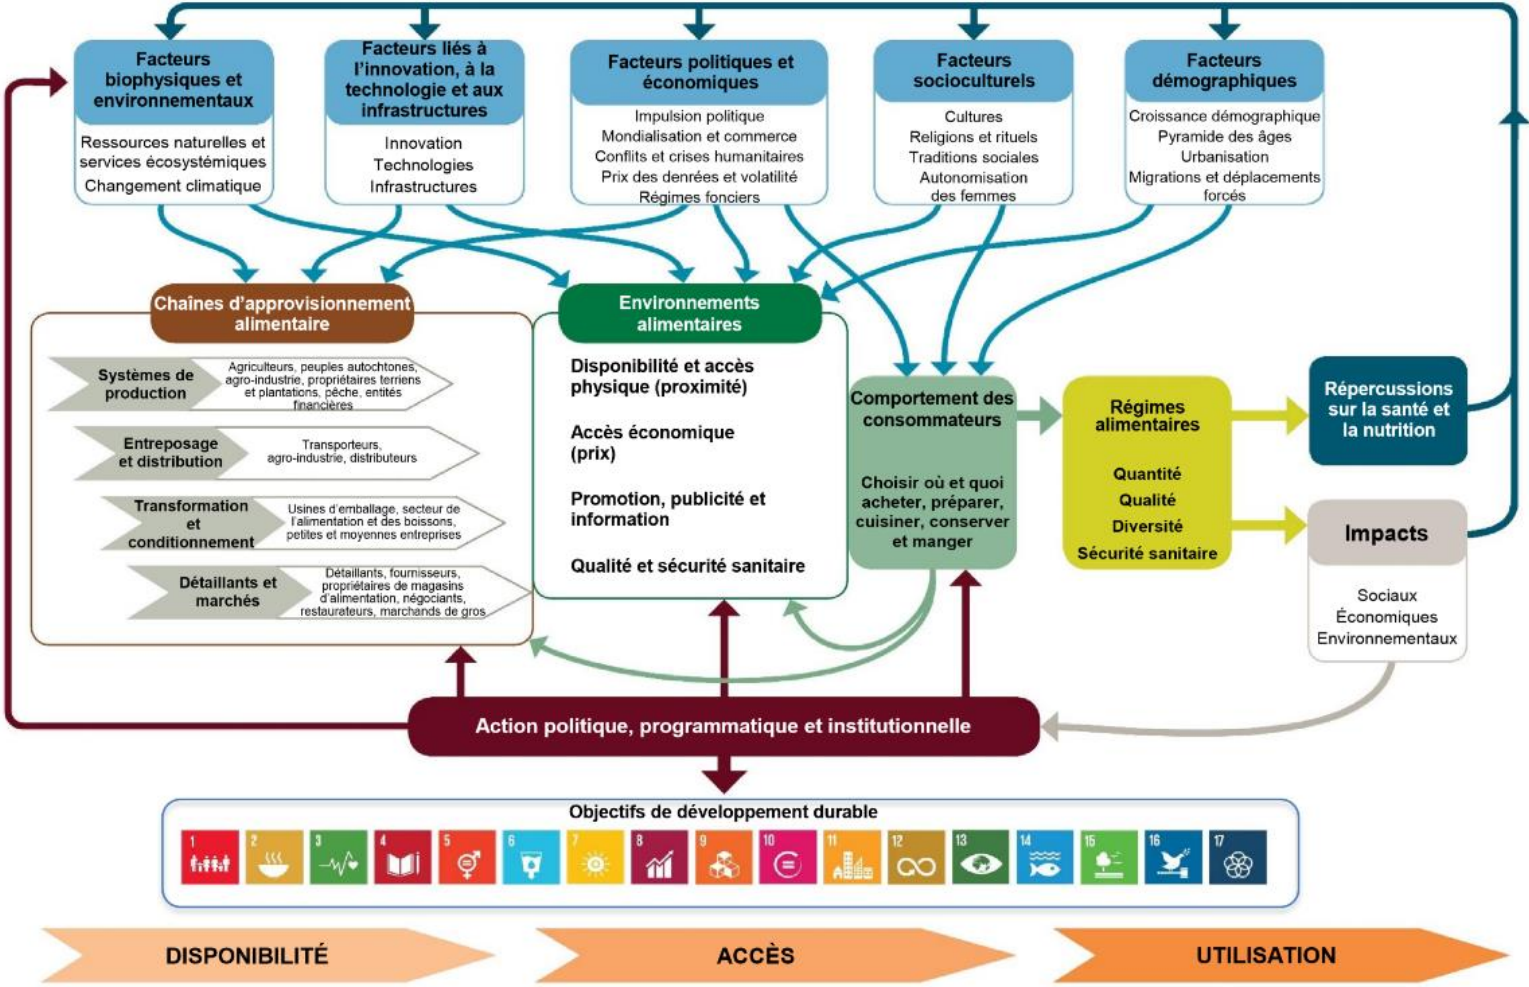 Facteurs
biophysiques et
environnementaux
Ressources naturelles et
services écosystémiques
Changement climatique
Facteurs liés à
l'innovation, à la
technologie et aux
infrastructures
Innovation
Technologies
Infrastructures
Facteurs politiques et
économiques
Impulsion politique
Mondialisation et commerce
Conflits et crises humanitaires
Prix des denrées et volatilité
Régimes fonciers
Facteurs
socioculturels
Cultures
Religions et rituels
Traditions sociales
Autonomisation
des femmes
Facteurs
démographiques
Croissance démographique
Pyramide des âges
Urbanisation
Migrations et déplacements
forcés
Chaînes d'approvisionnement
alimentaire
Systèmes de
production
Agriculteurs, peuples autochtones,
agro-industrie, propriétaires terriens
et plantations, pêche, entités
financières
Entreposage
et distribution
Transporteurs,
agro-industrie, distributeurs
Transformation
et
conditionnement
Usines d'emballage, secteur de
l'alimentation et des boissons,
petites et moyennes entreprises
Détaillants et
marchés
Détaillants, fournisseurs,
propriétaires de magasins
d'alimentation, négociants,
restaurateurs, marchands de gros
Environnements
alimentaires
Disponibilité et accès
physique (proximité)
Accès économique
(prix)
Promotion, publicité et
information
Qualité et sécurité sanitaire
Comportement des
consommateurs
Choisir où et quoi
acheter, préparer,
cuisiner, conserver
et manger
Régimes
alimentaires
Quantité
Qualité
Diversité
Sécurité sanitaire
Répercussions
sur la santé et
la nutrition
Impacts
Sociaux
Économiques
Environnementaux
Action politique, programmatique et institutionnelle
Objectifs de développement durable
1 2 3 4 5 6 7 8 9 10 11 12 13 14 15 16 17
DISPONIBILITÉ
ACCÈS
UTILISATION